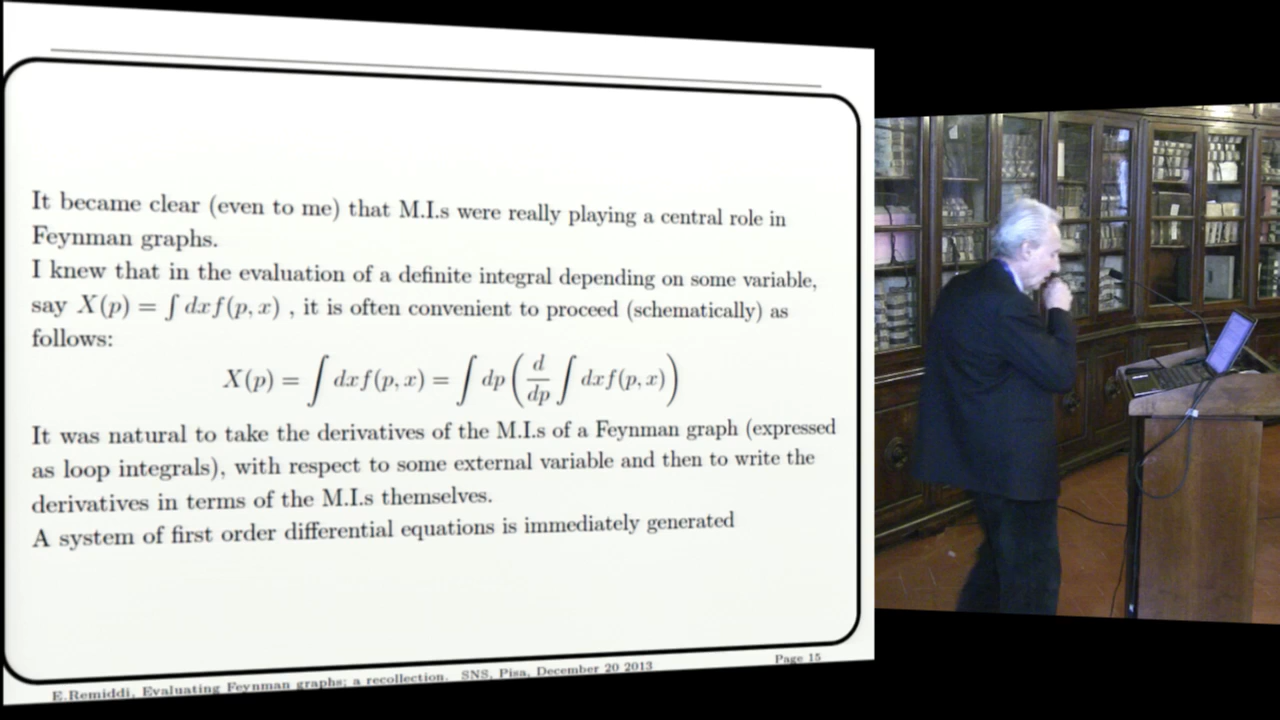 It became clear (even to me) that M.I.s were really playing a central role in
Feynman graphs.
I knew that in the evaluation of a definite integral depending on some variable,
say X(p) = ∫ dxf(p, x) , it is often convenient to proceed (schematically) as
follows:
X(p) = ∫ dxf(p, x) = ∫ dp ( d/dp ∫ dxf(p, x) )
It was natural to take the derivatives of the M.I.s of a Feynman graph (expressed
as loop integrals), with respect to some external variable and then to write the
derivatives in terms of the M.I.s themselves.
A system of first order differential equations is immediately generated
E.Remiddi, Evaluating Feynman graphs; a recollection. SNS, Pisa, December 20 2013
Page 15